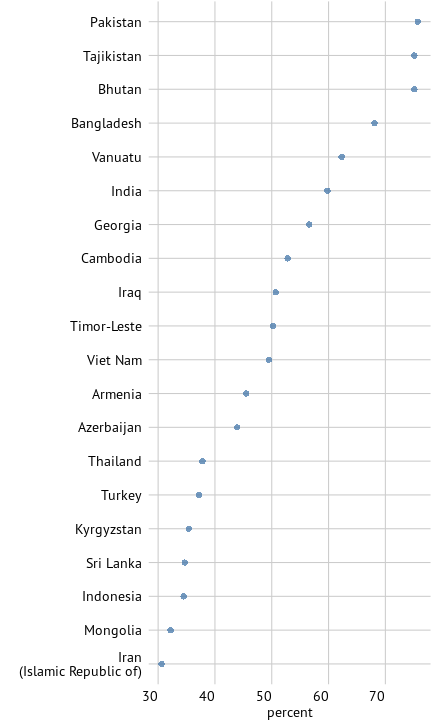 Pakistan
Tajikistan
Bhutan
Bangladesh
Vanuatu
India
Georgia
Cambodia
Iraq
Timor-Leste
Viet Nam
Armenia
Azerbaijan
Thailand
Turkey
Kyrgyzstan
Sri Lanka
Indonesia
Mongolia
Iran
(Islamic Republic of)
30 40 50 60 70
percent